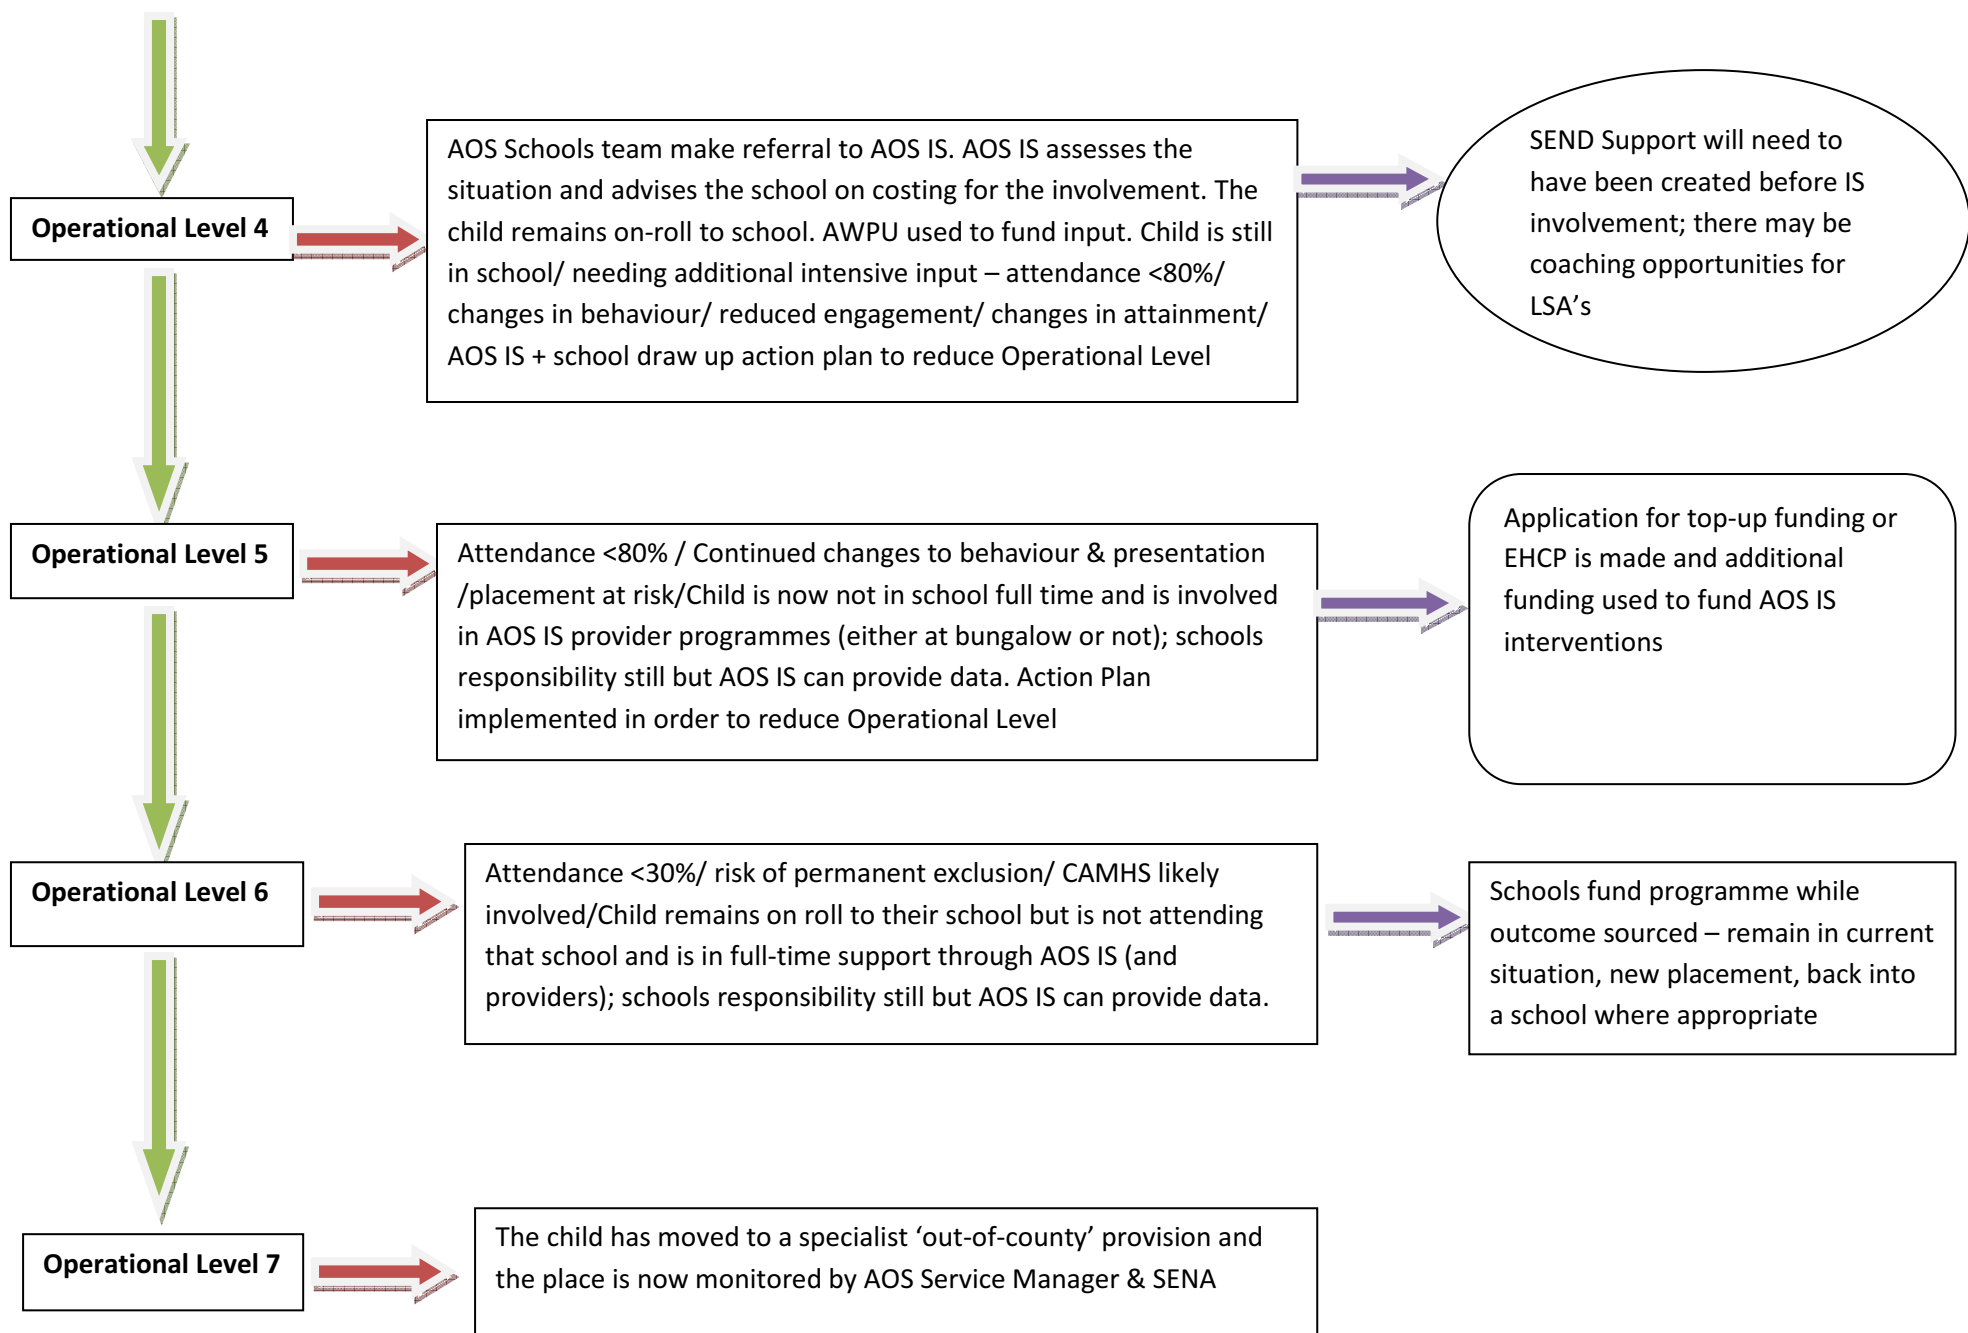 Operational Level 4
AOS Schools team make referral to AOS IS. AOS IS assesses the
situation and advises the school on costing for the involvement. The
child remains on-roll to school. AWPU used to fund input. Child is still
in school/ needing additional intensive input – attendance <80%/
changes in behaviour/ reduced engagement/ changes in attainment/
AOS IS + school draw up action plan to reduce Operational Level
SEND Support will need to
have been created before IS
involvement; there may be
coaching opportunities for
LSA's
Operational Level 5
Attendance <80% / Continued changes to behaviour & presentation
/placement at risk/Child is now not in school full time and is involved
in AOS IS provider programmes (either at bungalow or not); schools
responsibility still but AOS IS can provide data. Action Plan
implemented in order to reduce Operational Level
Application for top-up funding or
EHCP is made and additional
funding used to fund AOS IS
interventions
Operational Level 6
Attendance <30%/ risk of permanent exclusion/ CAMHS likely
involved/Child remains on roll to their school but is not attending
that school and is in full-time support through AOS IS (and
providers); schools responsibility still but AOS IS can provide data.
Schools fund programme while
outcome sourced – remain in current
situation, new placement, back into
a school where appropriate
Operational Level 7
The child has moved to a specialist ‘out-of-county’ provision and
the place is now monitored by AOS Service Manager & SENA